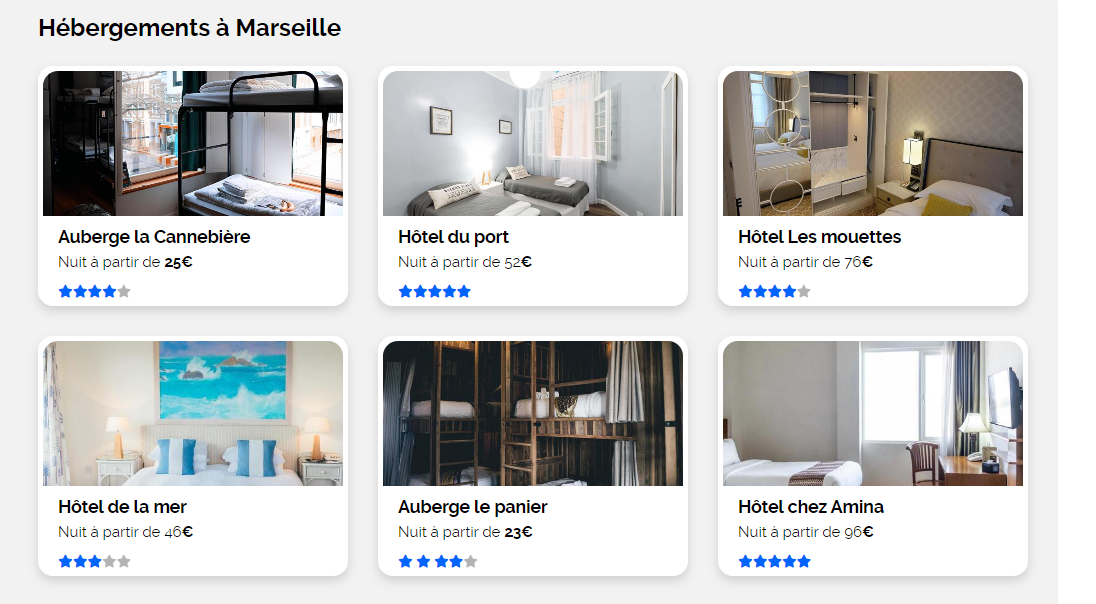 Hébergements à Marseille
Auberge la Cannebière
Nuit à partir de 25€
Hôtel du port
Nuit à partir de 52€
Hôtel Les mouettes
Nuit à partir de 76€
Hôtel de la mer
Nuit à partir de 46€
Auberge le panier
Nuit à partir de 23€
Hôtel chez Amina
Nuit à partir de 96€